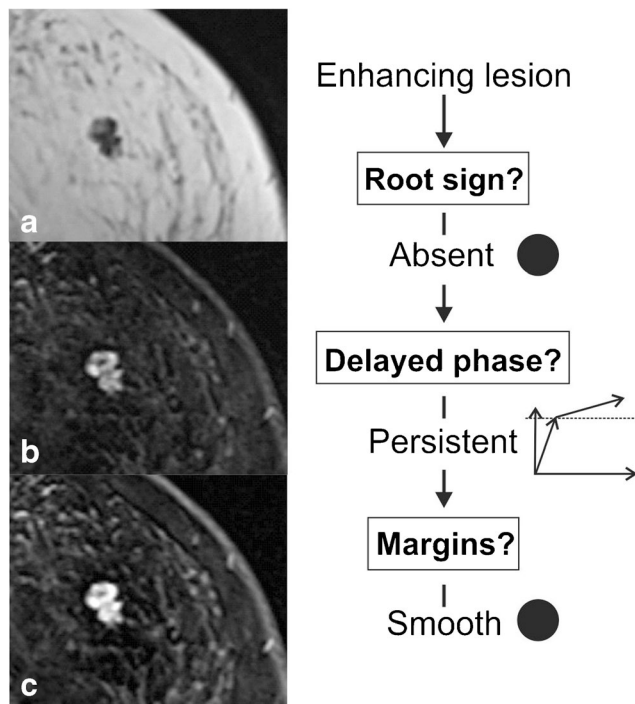 a
b
c
Enhancing lesion
Root sign?
Absent
Delayed phase?
Persistent
Margins?
Smooth